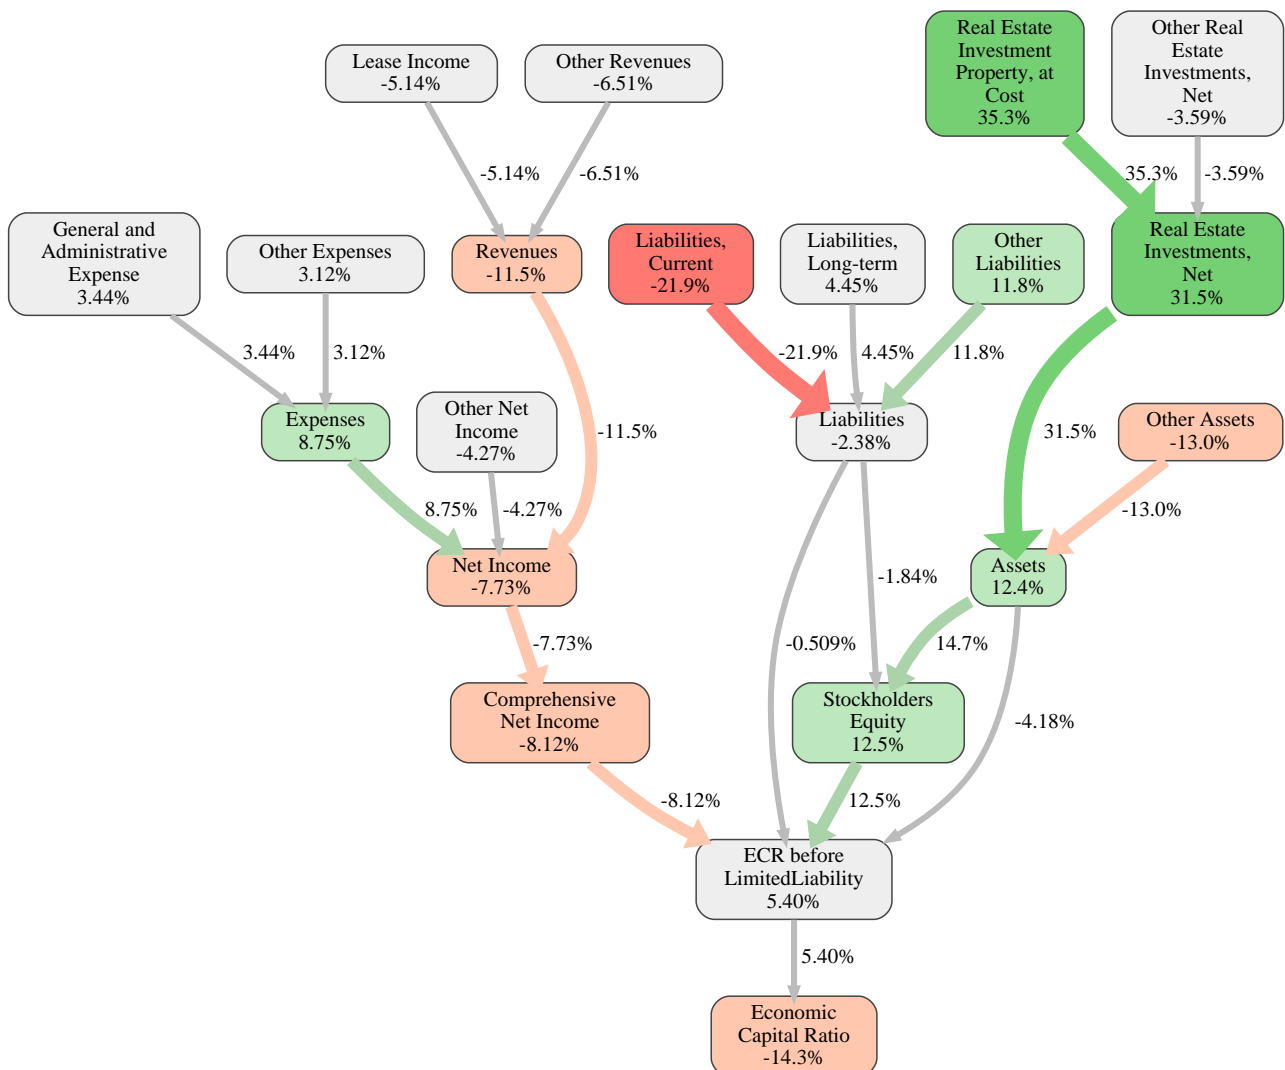 Real Estate
Investment
Property, at
Cost
35.3%
Other Real
Estate
Investments,
Net
-3.59%
Lease Income
-5.14%
Other Revenues
-6.51%
-5.14%
-6.51%
35.3%
-3.59%
General and
Administrative
Expense
3.44%
Other Expenses
3.12%
Revenues
-11.5%
Liabilities,
Current
-21.9%
Liabilities,
Long-term
4.45%
Other
Liabilities
11.8%
Real Estate
Investments,
Net
31.5%
3.44%
3.12%
-21.9%
4.45%
11.8%
Expenses
8.75%
Other Net
Income
-4.27%
-11.5%
Liabilities
-2.38%
31.5%
Other Assets
-13.0%
8.75%
-4.27%
-13.0%
Net Income
-7.73%
-1.84%
Assets
12.4%
-7.73%
-0.509%
14.7%
Comprehensive
Net Income
-8.12%
Stockholders
Equity
12.5%
-4.18%
-8.12%
12.5%
ECR before
LimitedLiability
5.40%
5.40%
Economic
Capital Ratio
-14.3%